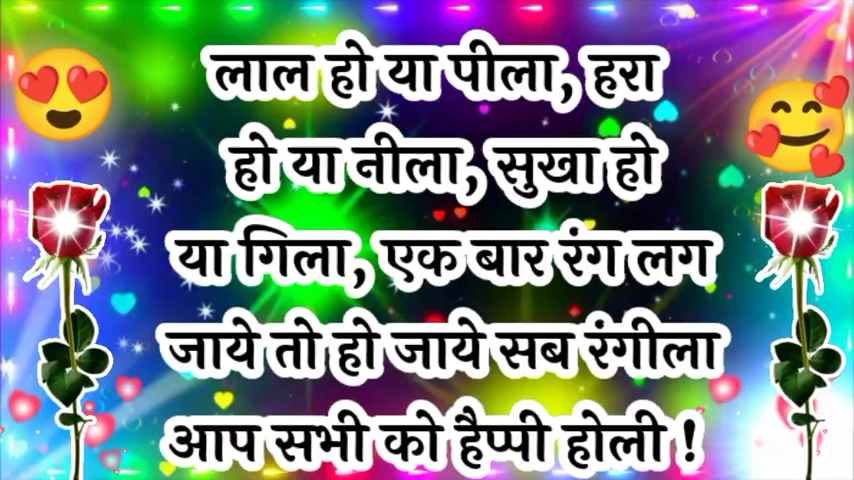 लाल हो या पीला, हरा
हो या नीला, सुखा हो
या गिला, एक बार रंग लग
जाये तो हो जाये सब रंगीला
आप सभी को हैप्पी होली !